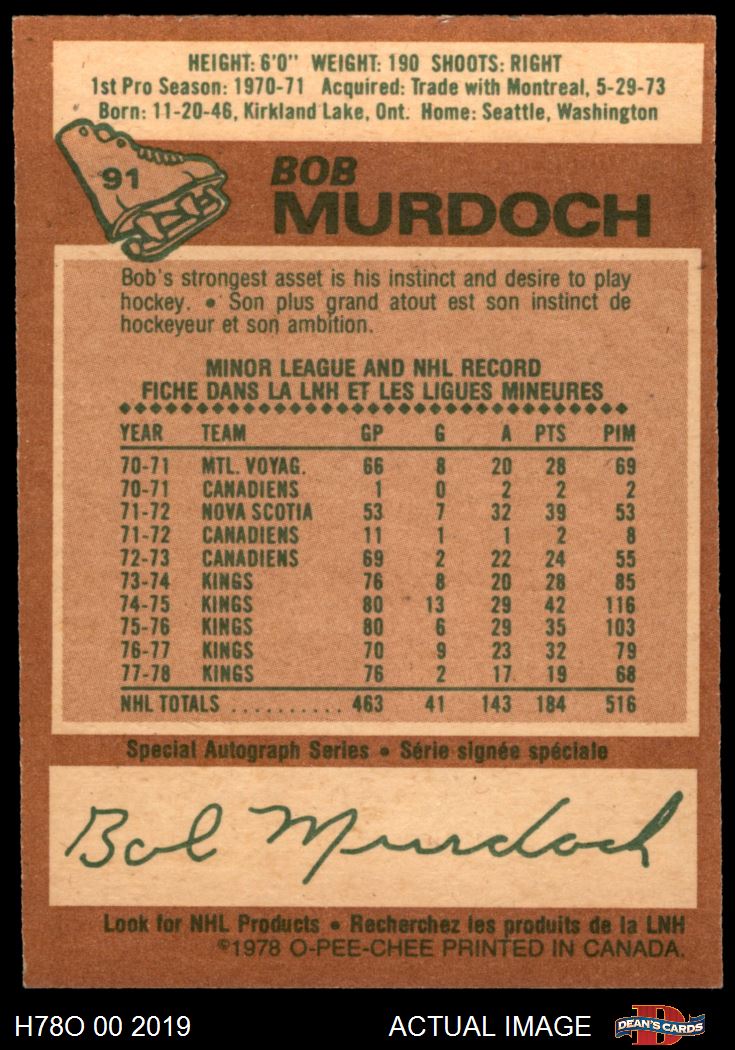 HEIGHT: 6'0" WEIGHT: 190 SHOOTS: RIGHT
1st Pro Season: 1970-71 Acquired: Trade with Montreal, 5-29-73
Born: 11-20-46, Kirkland Lake, Ont. Home: Seattle, Washington
91
BOB
MURDOCH
Bob's strongest asset is his instinct and desire to play
hockey. • Son plus grand atout est son instinct de
hockeyeur et son ambition.
MINOR LEAGUE AND NHL RECORD
FICHE DANS LA LNH ET LES LIGUES MINEURES
YEAR TEAM GP G A PTS PIM
70-71 MTL. VOYAG. 66 8 20 28 69
70-71 CANADIENS 1 0 2 2 2
71-72 NOVA SCOTIA 53 7 32 39 53
71-72 CANADIENS 11 1 1 2 8
72-73 CANADIENS 69 2 22 24 55
73-74 KINGS 76 8 20 28 85
74-75 KINGS 80 13 29 42 116
75-76 KINGS 80 6 29 35 103
76-77 KINGS 70 9 23 32 79
77-78 KINGS 76 2 17 19 68
NHL TOTALS .......... 463 41 143 184 516
Special Autograph Series • Série signée spéciale
Bob Murdoch
Look for NHL Products • Recherchez les produits de la LNH
©1978 O-PEE-CHEE PRINTED IN CANADA.
H78O 00 2019 ACTUAL IMAGE D DEAN'S CARDS